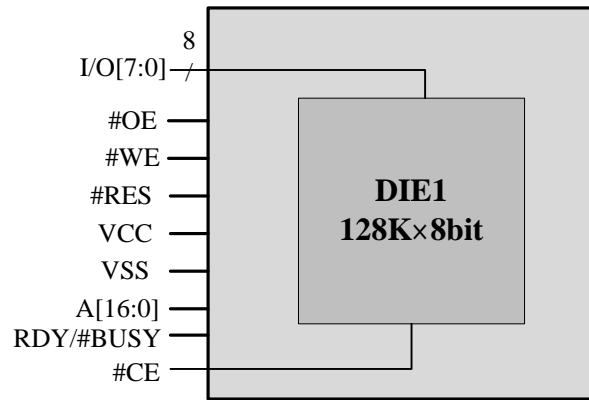 8
I/O[7:0] /
#OE
#WE
#RES
VCC
VSS
A[16:0]
RDY/#BUSY
#CE
DIE1
128K×8bit